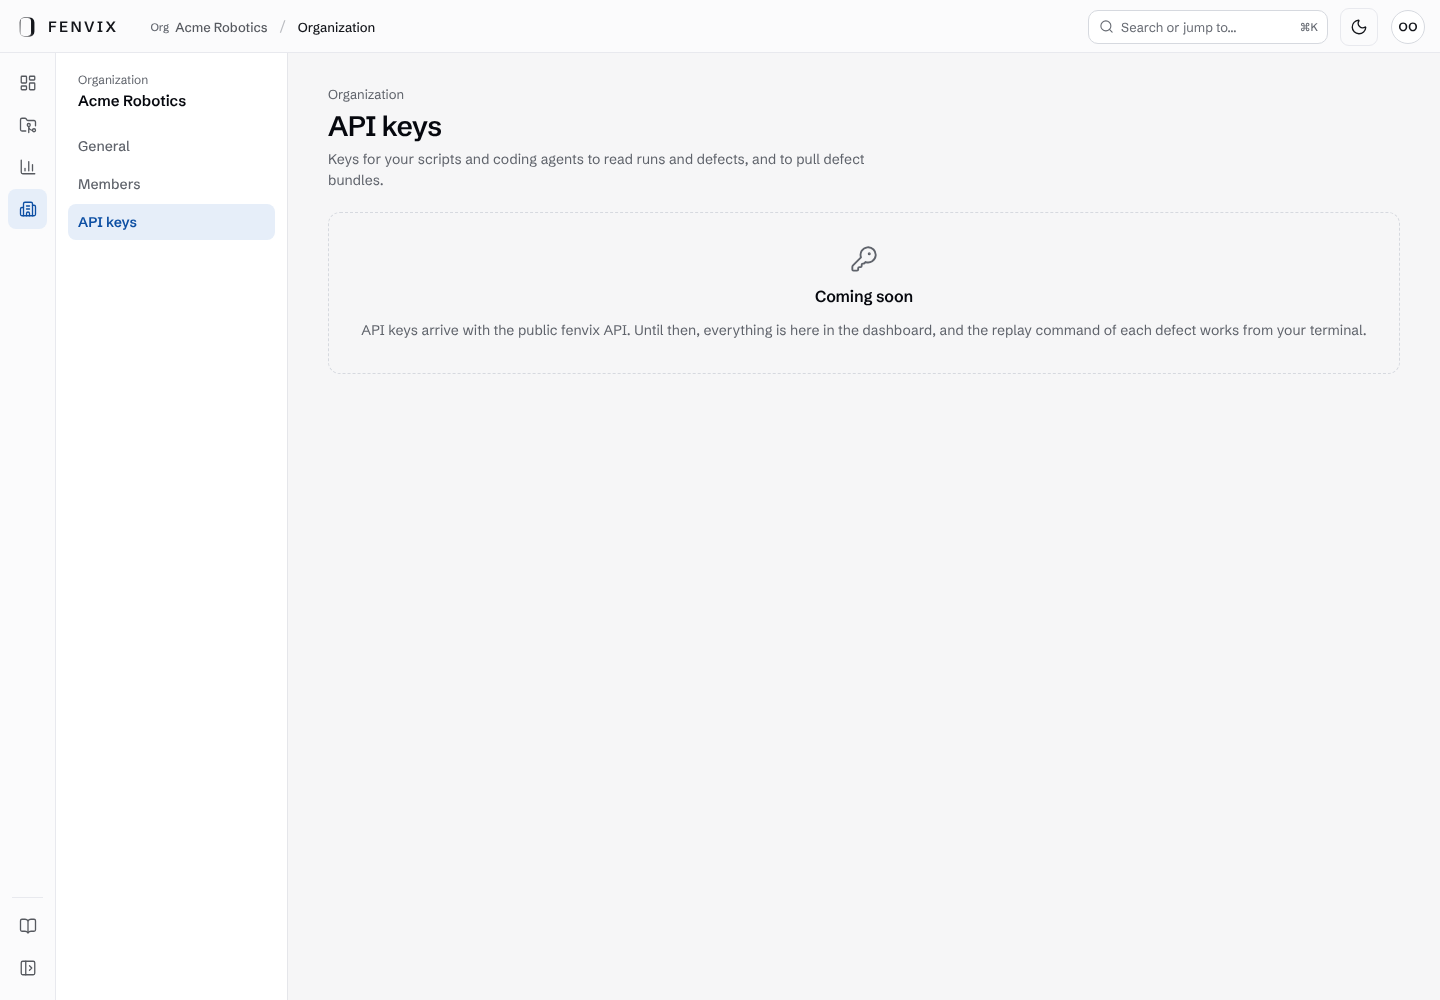 FENVIX
Org Acme Robotics / Organization
Search or jump to...
⌘K
OO
Organization
Acme Robotics
General
Members
API keys
Organization
API keys
Keys for your scripts and coding agents to read runs and defects, and to pull defect
bundles.
Coming soon
API keys arrive with the public fenvix API. Until then, everything is here in the dashboard, and the replay command of each defect works from your terminal.